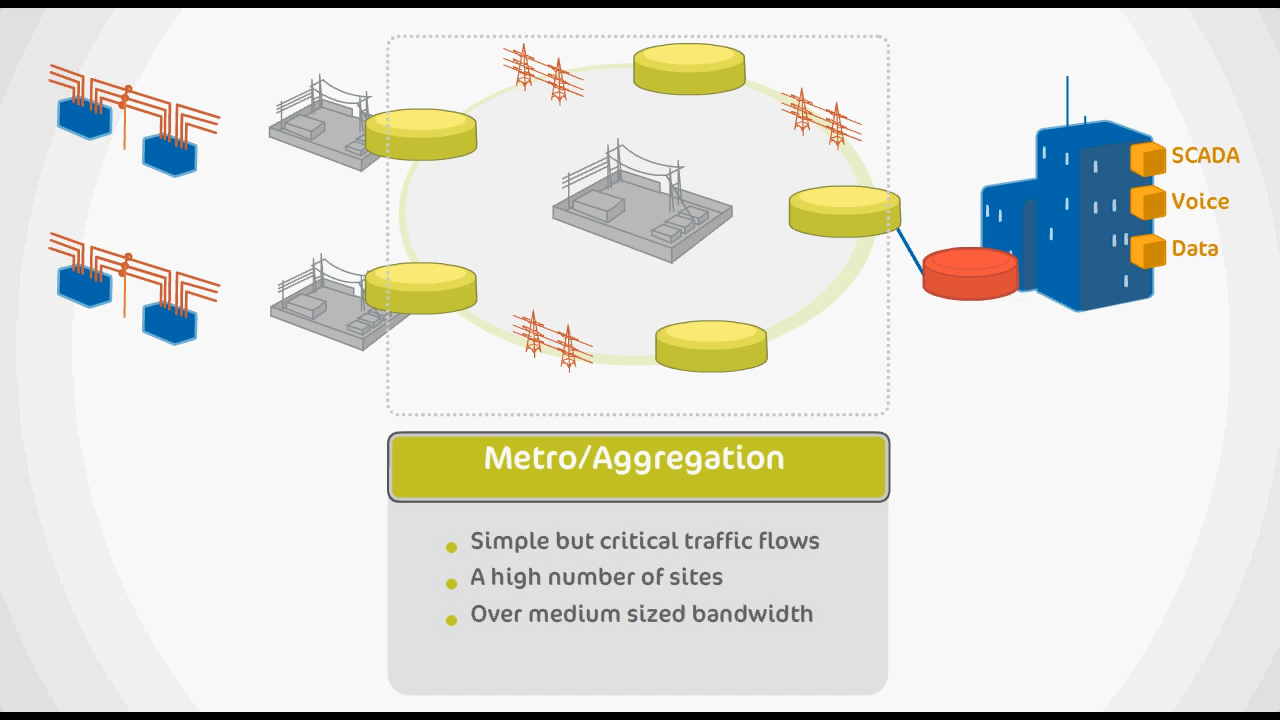 SCADA
Voice
Data
Metro/Aggregation
Simple but critical traffic flows
A high number of sites
Over medium sized bandwidth